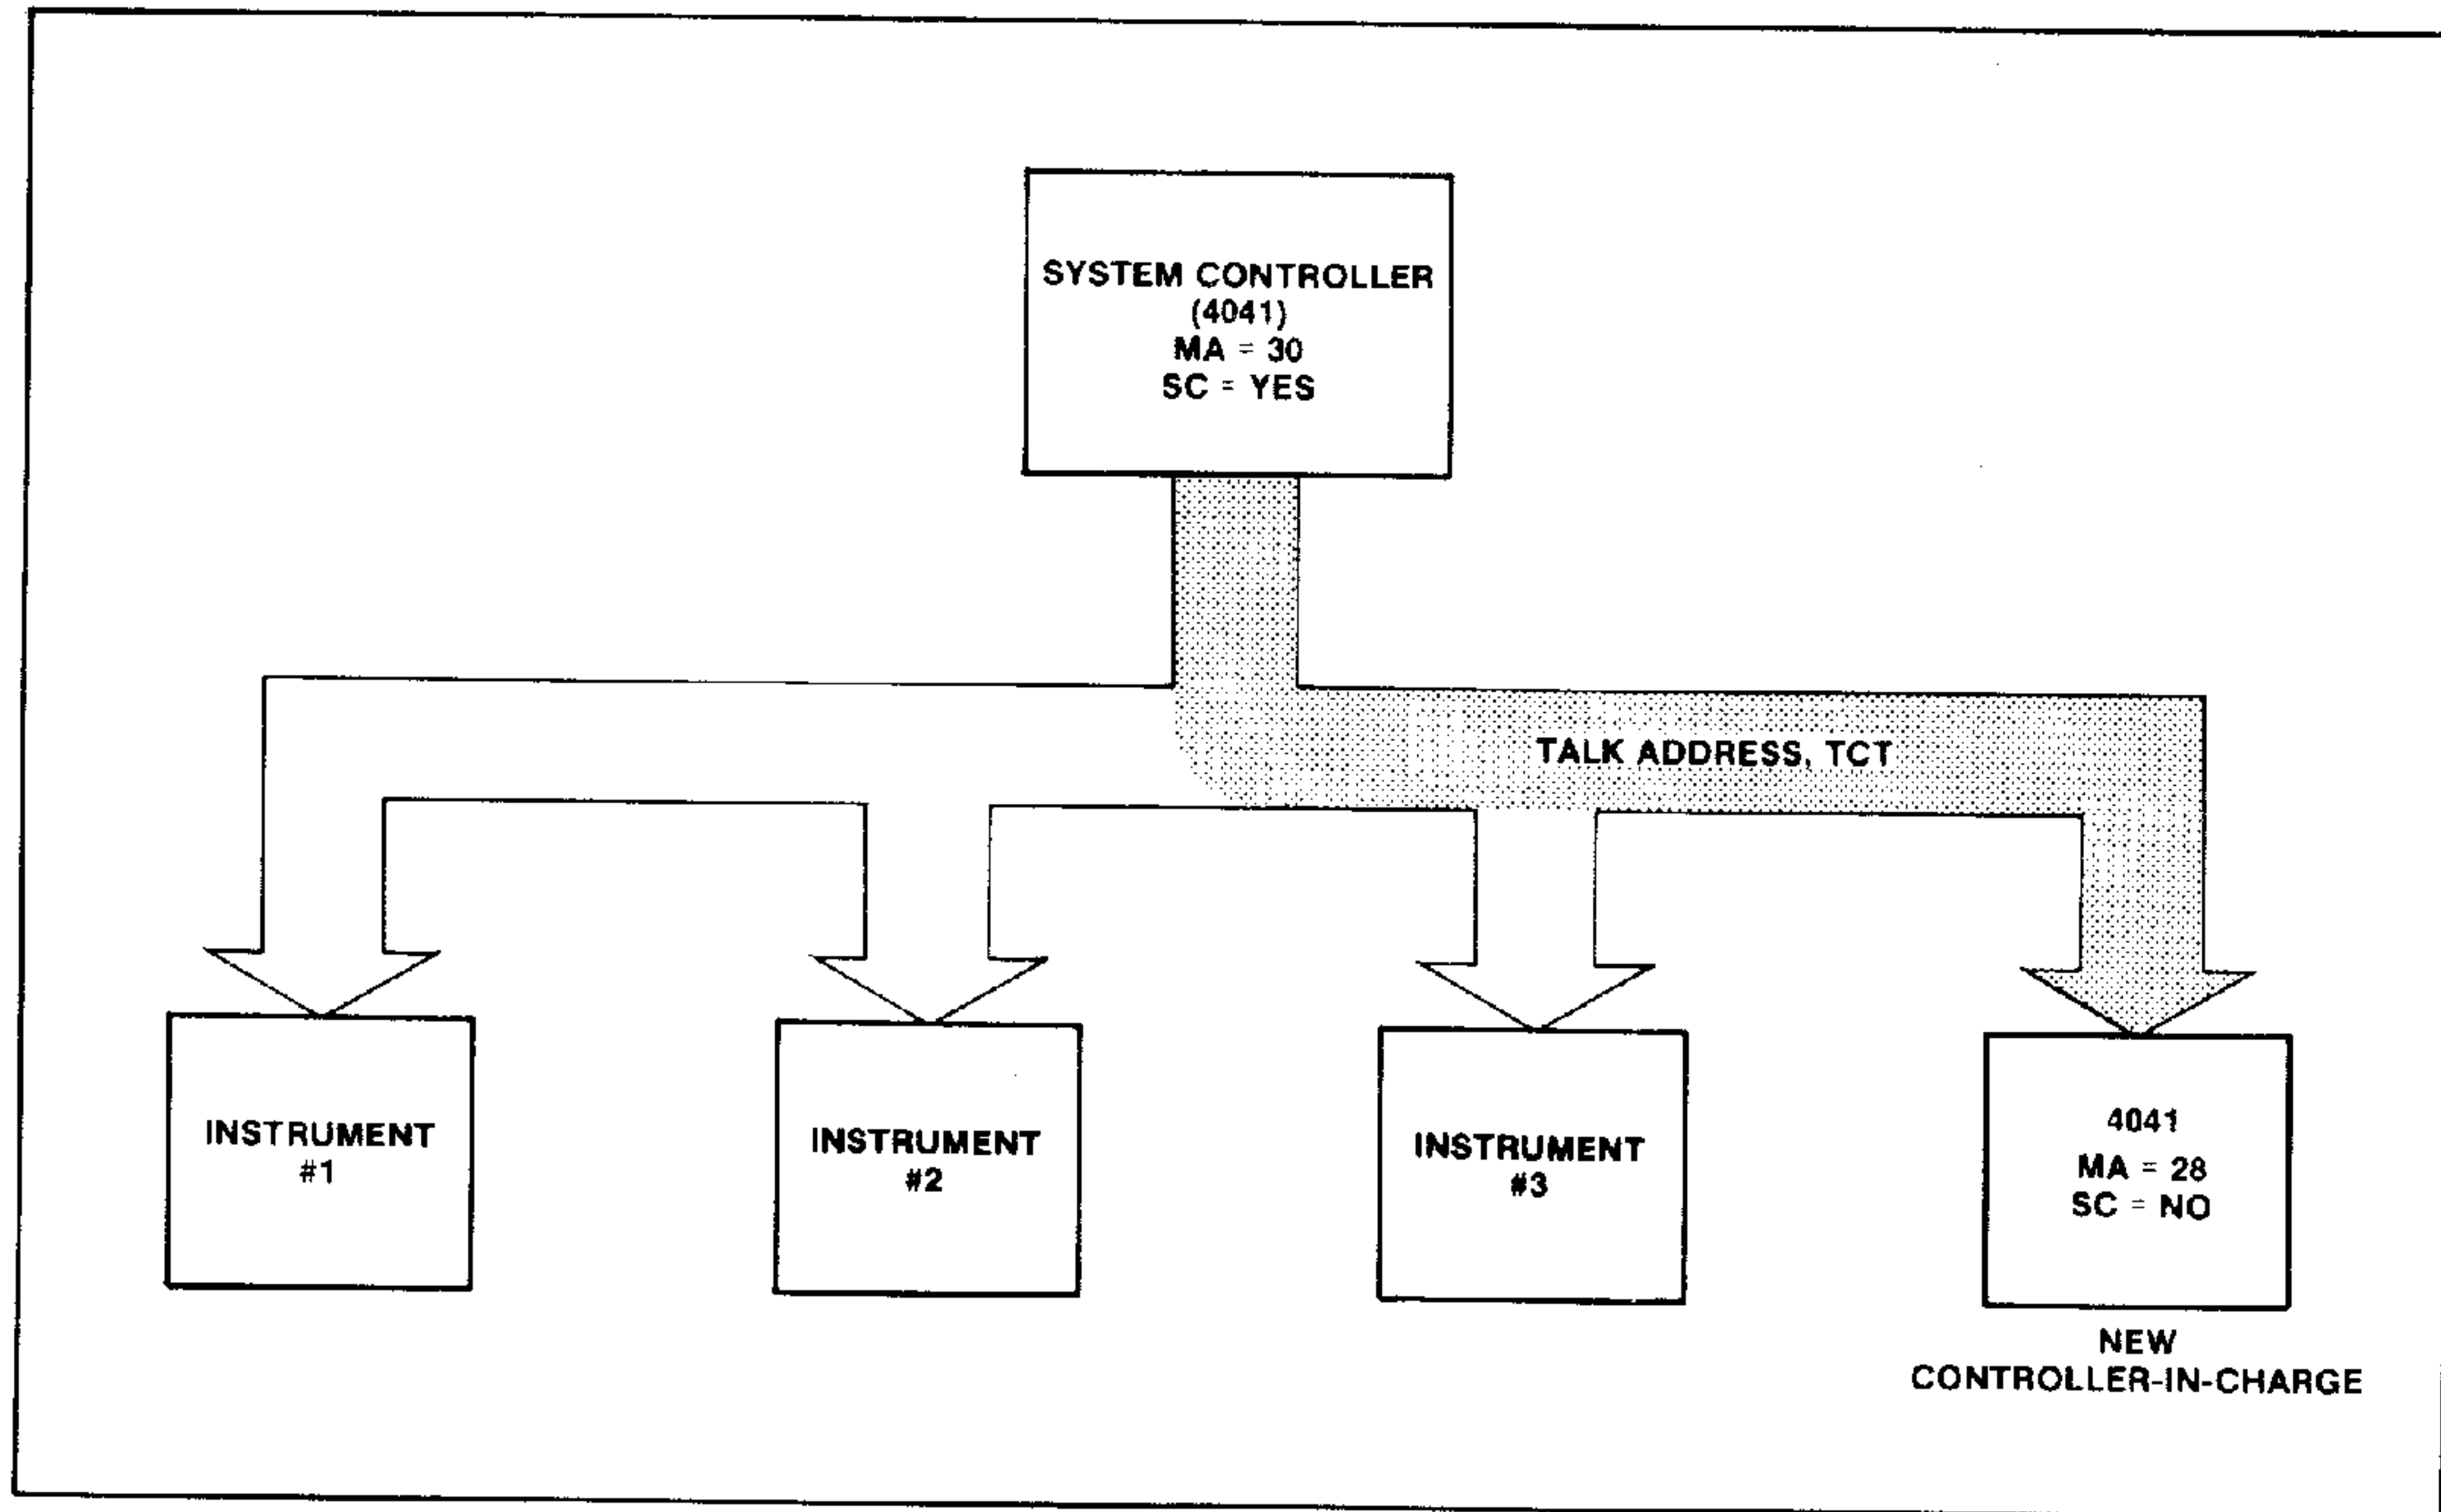 SYSTEM CONTROLLER
(4041)
MA = 30
SC = YES
TALK ADDRESS, TCT
INSTRUMENT
#1
INSTRUMENT
#2
INSTRUMENT
#3
4041
MA = 28
SC = NO
NEW
CONTROLLER-IN-CHARGE